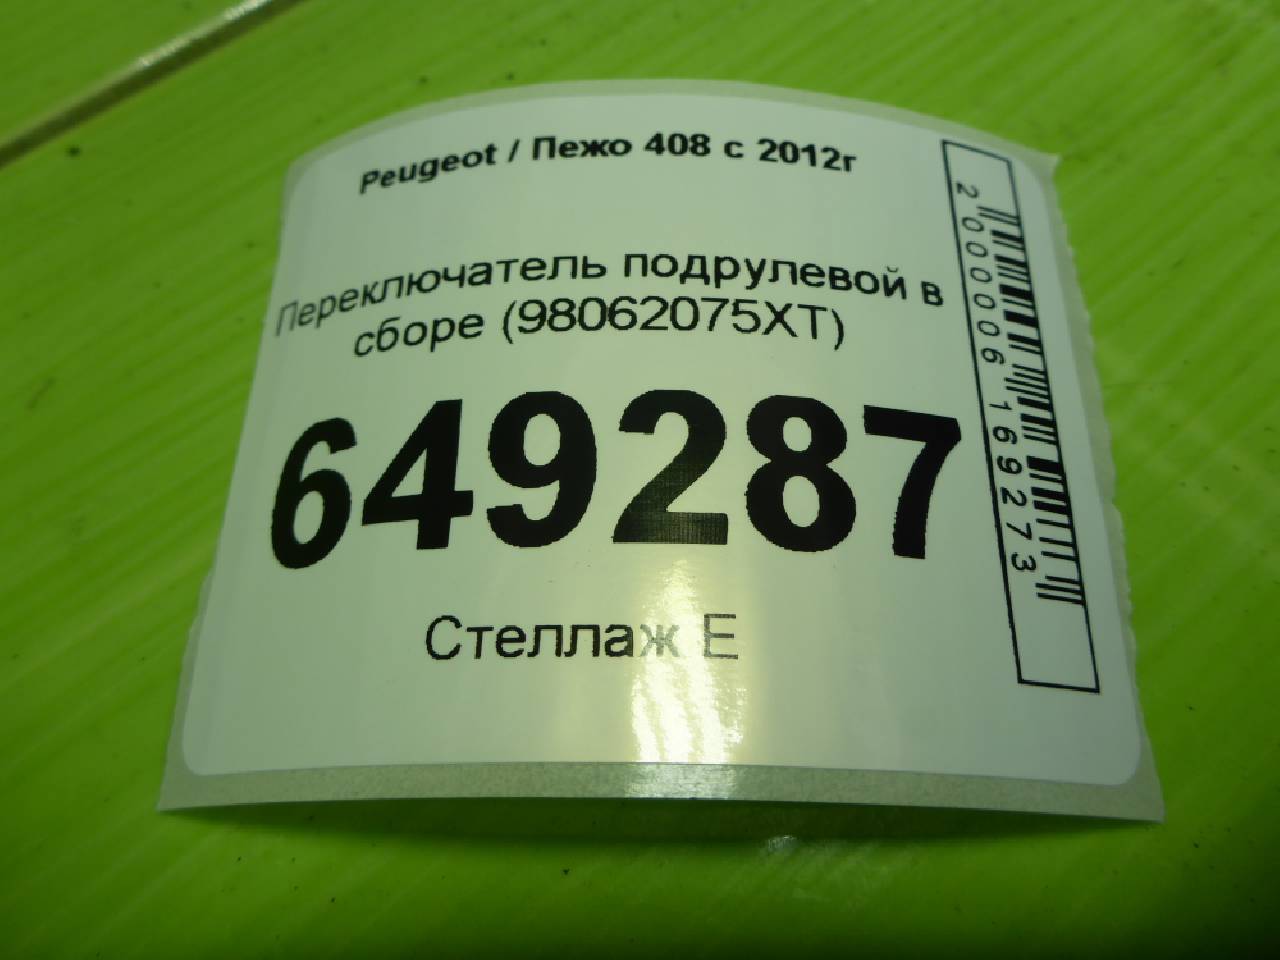 Peugeot / Пежо 408 с 2012г
Переключатель подрулевой в
сборе (98062075XT)
649287
Стеллаж Е
2000006169273